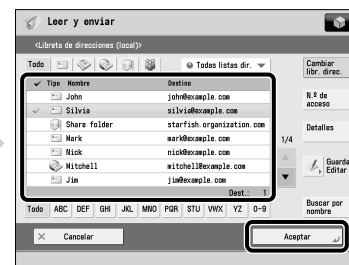 Leer y enviar
<Libreta de direcciones (local)>
Todo
Todas listas dir.
Cambiar
libr. direc.
Tipo Nombre Destino
John john@example.com
Silvia silvia@example.com
Share folder starfish.organization.com
Mark mark@example.com
Nick nick@example.com
Mitchell mitchell@example.com
Jim jim@example.com
Dest.: 1
N.º de
acceso
Detalles
1/4
Guarda
Editar
Todo ABC DEF GHI JKL MNO PQR STU VWX YZ 0-9
Buscar por
nombre
Cancelar
Aceptar